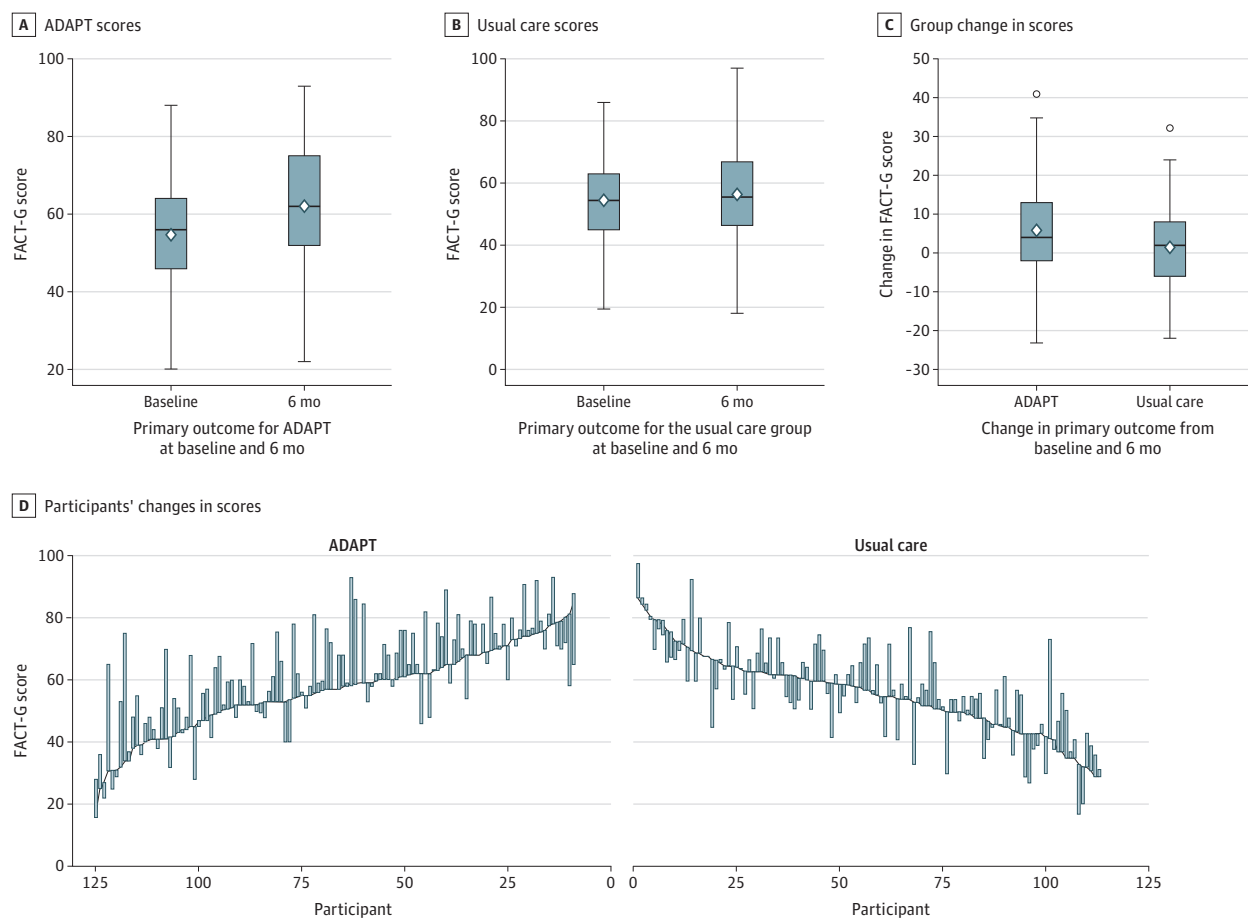 A ADAPT scores
100
80
60
40
20
FACT-G score
Baseline
6 mo
Primary outcome for ADAPT
at baseline and 6 mo
B Usual care scores
100
80
60
40
20
0
FACT-G score
Baseline
6 mo
Primary outcome for the usual care group
at baseline and 6 mo
C Group change in scores
50
40
30
20
10
0
-10
-20
-30
Change in FACT-G score
ADAPT
Usual care
Change in primary outcome from
baseline and 6 mo
D Participants' changes in scores
ADAPT
Usual care
100
80
60
40
20
0
FACT-G score
125
100
75
50
25
0
Participant
0
25
50
75
100
125
Participant